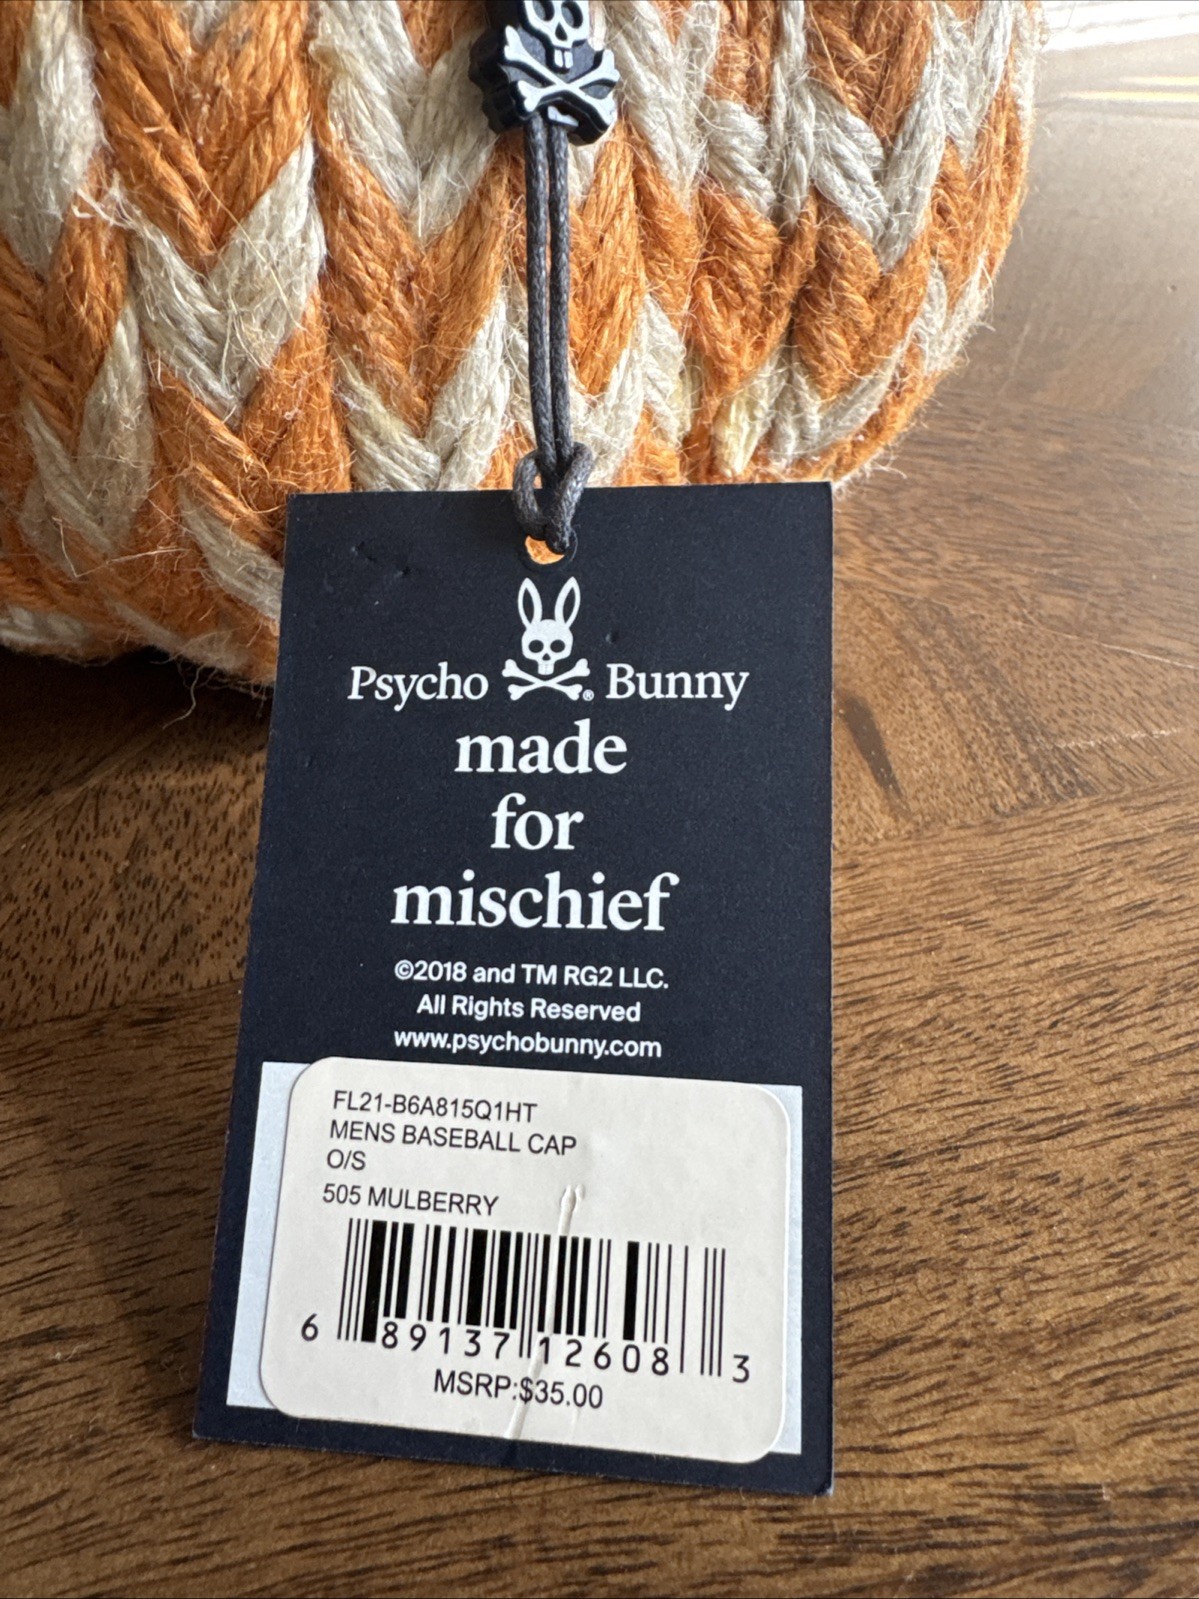 Psycho ® Bunny
made
for
mischief
©2018 and TM RG2 LLC.
All Rights Reserved
www.psychobunny.com
FL21-B6A815Q1HT
MENS BASEBALL CAP
O/S
505 MULBERRY
6 89137 12608 3
MSRP:$35.00